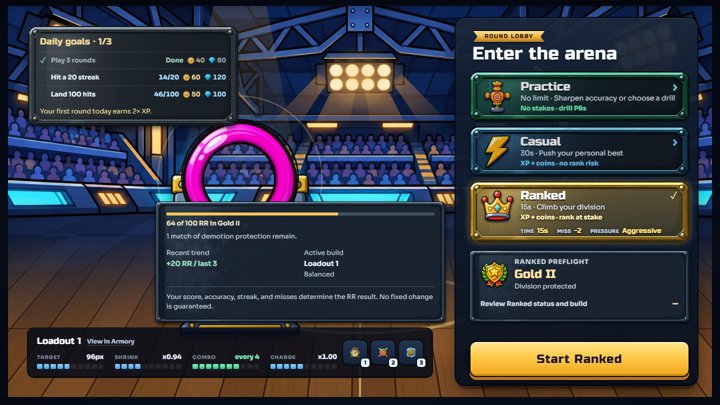 Daily goals · 1/3
✓ Play 3 rounds Done 40 80
Hit a 20 streak 14/20 60 120
Land 100 hits 46/100 50 100
Your first round today earns 2× XP.
64 of 100 RR in Gold II
1 match of demotion protection remain.
Recent trend Active build
+20 RR / last 3 Loadout 1
Balanced
Your score, accuracy, streak, and misses determine the RR result. No fixed change
is guaranteed.
Loadout 1 View in Armory
TARGET 96px SHRINK x0.94 COMBO every 4 CHARGE x1.00
1 2 3
ROUND LOBBY
Enter the arena
Practice
No limit · Sharpen accuracy or choose a drill
No stakes · drill PBs
Casual
30s · Push your personal best
XP + coins · no rank risk
Ranked ✓
15s · Climb your division
XP + coins · rank at stake
TIME 15s MISS -2 PRESSURE Aggressive
RANKED PREFLIGHT
Gold II
Division protected
Review Ranked status and build –
Start Ranked